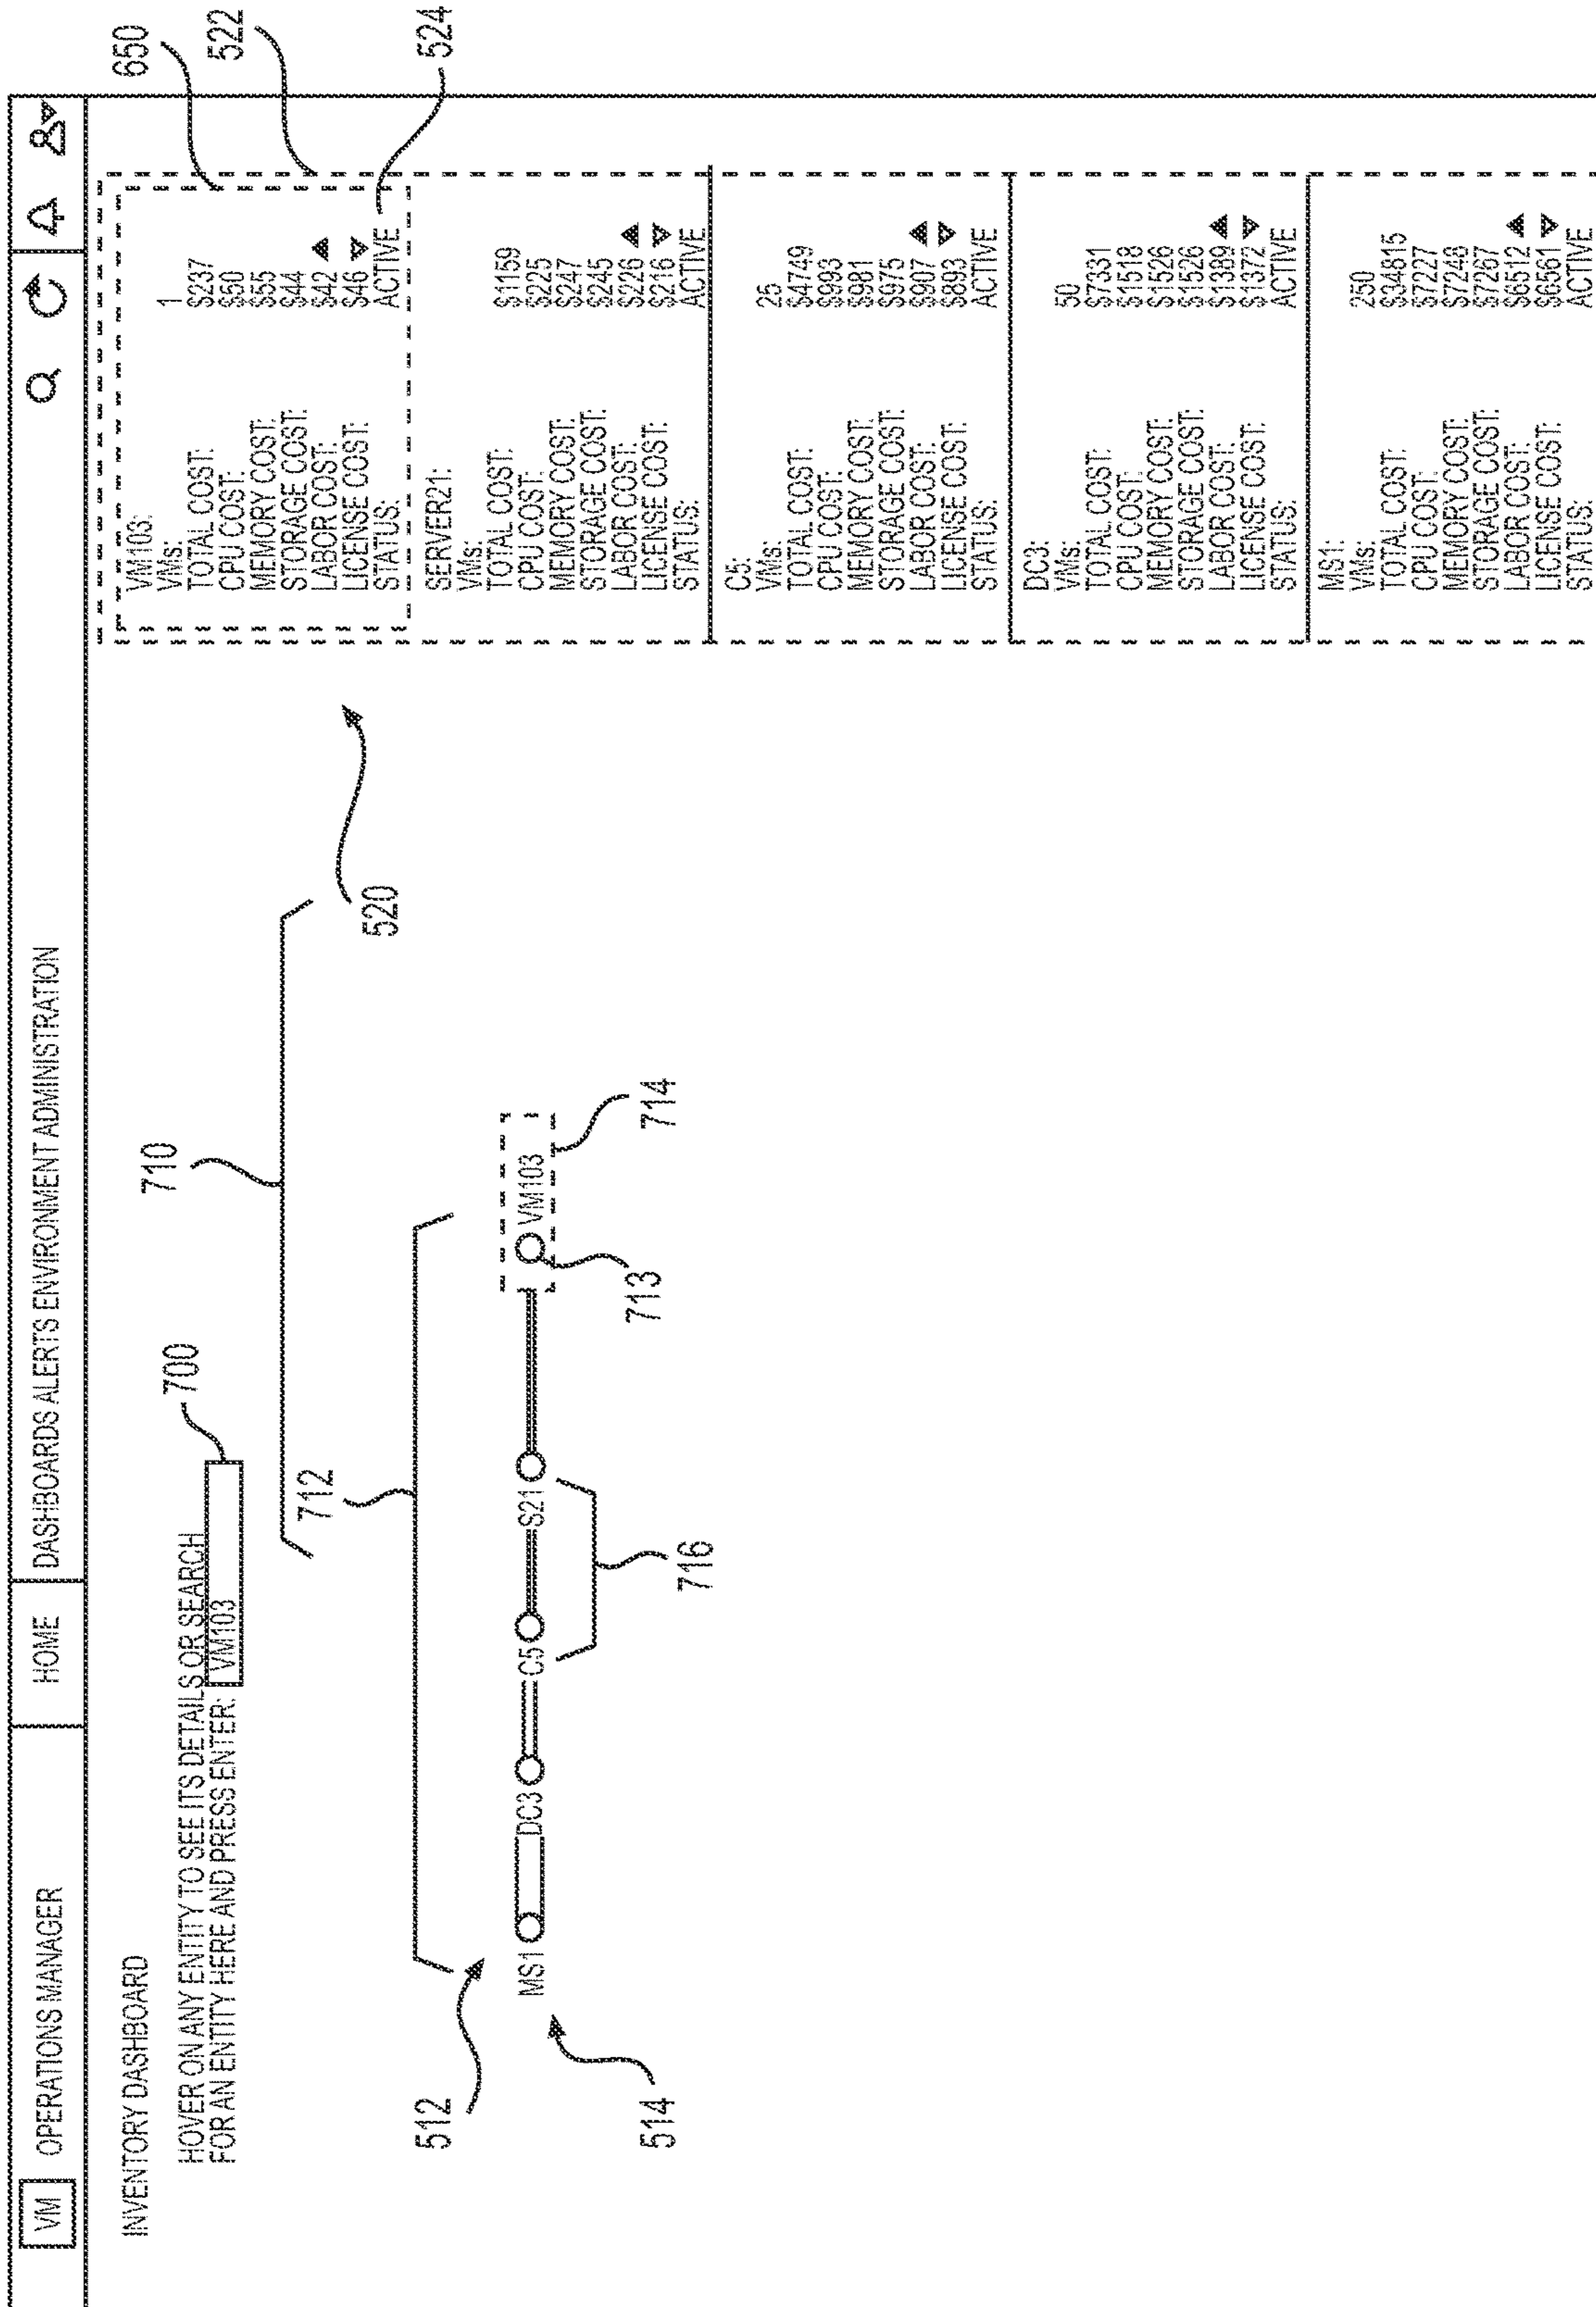 VM OPERATIONS MANAGER HOME DASHBOARDS ALERTS ENVIRONMENT ADMINISTRATION
INVENTORY DASHBOARD
HOVER ON ANY ENTITY TO SEE ITS DETAILS OR SEARCH
FOR AN ENTITY HERE AND PRESS ENTER: VM103
700
710
712
512
514
MS1 DC3 C5 S21 VM103
716
713
714
520
650
522
524
VM103:
VMs: 1
TOTAL COST: $237
CPU COST: $50
MEMORY COST: $55
STORAGE COST: $44
LABOR COST: $42
LICENSE COST: $46
STATUS: ACTIVE
SERVER21:
VMs:
TOTAL COST: $1159
CPU COST: $225
MEMORY COST: $247
STORAGE COST: $245
LABOR COST: $226
LICENSE COST: $216
STATUS: ACTIVE
C5:
VMs: 25
TOTAL COST: $4749
CPU COST: $993
MEMORY COST: $981
STORAGE COST: $975
LABOR COST: $907
LICENSE COST: $893
STATUS: ACTIVE
DC3:
VMs: 50
TOTAL COST: $7331
CPU COST: $1518
MEMORY COST: $1526
STORAGE COST: $1526
LABOR COST: $1389
LICENSE COST: $1372
STATUS: ACTIVE
MS1:
VMs: 250
TOTAL COST: $34815
CPU COST: $7227
MEMORY COST: $7248
STORAGE COST: $7267
LABOR COST: $6512
LICENSE COST: $6561
STATUS: ACTIVE